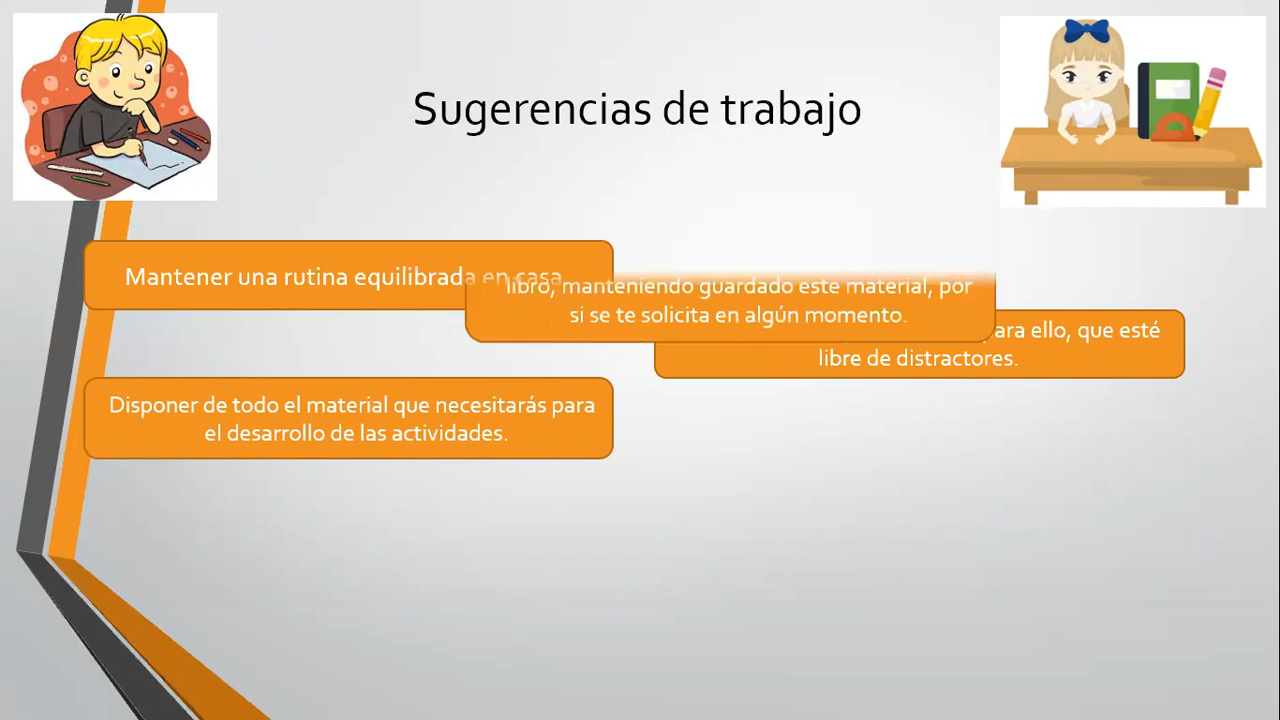 Sugerencias de trabajo
Mantener una rutina equilibrada en casa
libro, manteniendo guardado este material, por
si se te solicita en algún momento.
para ello, que esté
libre de distractores.
Disponer de todo el material que necesitarás para
el desarrollo de las actividades.